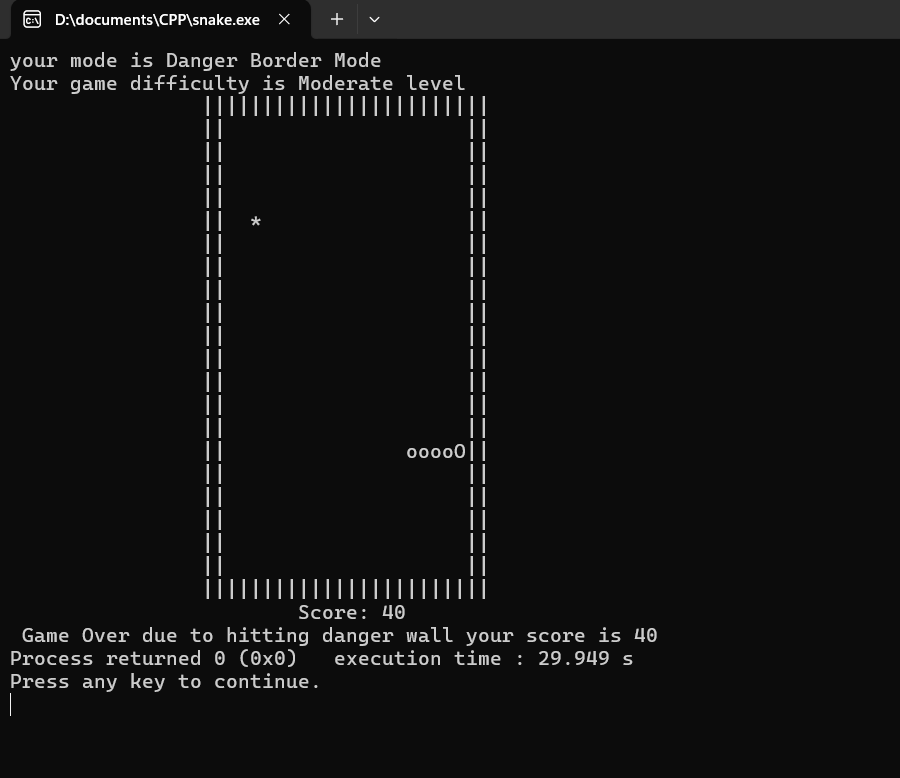 D:\documents\CPP\snake.exe
your mode is Danger Border Mode
Your game difficulty is Moderate level
||||||||||||||||||||||||
||                     ||
||                     ||
||                     ||
||                     ||
||  *                  ||
||                     ||
||                     ||
||                     ||
||                     ||
||                     ||
||                     ||
||                     ||
||                     ||
||                     ||
||               ooooO||
||                     ||
||                     ||
||                     ||
||                     ||
||                     ||
||||||||||||||||||||||||
Score: 40
Game Over due to hitting danger wall your score is 40
Process returned 0 (0x0)   execution time : 29.949 s
Press any key to continue.